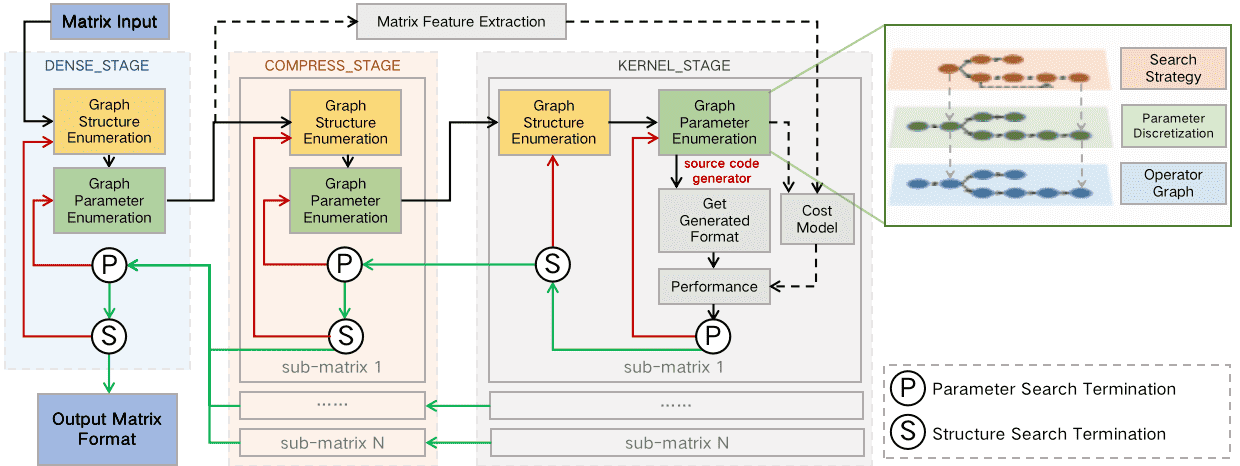 Matrix Input
Matrix Feature Extraction
DENSE_STAGE
Graph
Structure
Enumeration
Graph
Parameter
Enumeration
P
S
Output Matrix
Format
COMPRESS_STAGE
Graph
Structure
Enumeration
Graph
Parameter
Enumeration
P
S
sub-matrix 1
......
sub-matrix N
KERNEL_STAGE
Graph
Structure
Enumeration
Graph
Parameter
Enumeration
source code
generator
Get
Generated
Format
Cost
Model
Performance
S
P
sub-matrix 1
......
sub-matrix N
Search
Strategy
Parameter
Discretization
Operator
Graph
P Parameter Search Termination
S Structure Search Termination